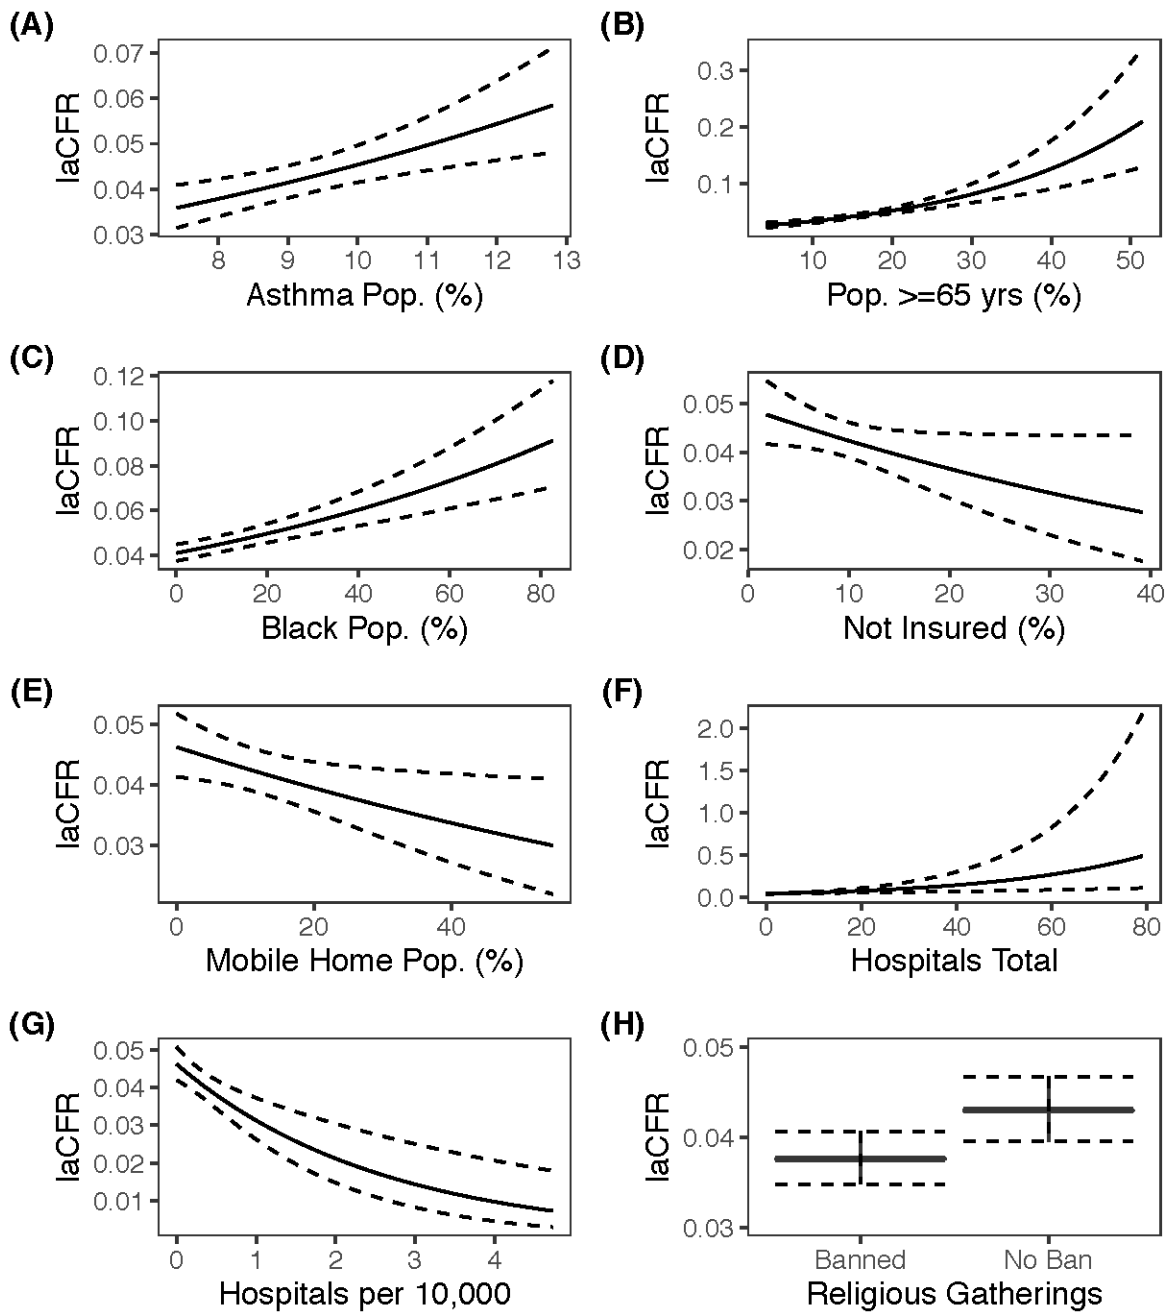 (A)
0.07
0.06
0.05
0.04
0.03
laCFR
8 9 10 11 12 13
Asthma Pop. (%)
(B)
0.3
0.2
0.1
laCFR
10 20 30 40 50
Pop. >=65 yrs (%)
(C)
0.12
0.10
0.08
0.06
0.04
laCFR
0 20 40 60 80
Black Pop. (%)
(D)
0.05
0.04
0.03
0.02
laCFR
0 10 20 30 40
Not Insured (%)
(E)
0.05
0.04
0.03
laCFR
0 20 40
Mobile Home Pop. (%)
(F)
2.0
1.5
1.0
0.5
0.0
laCFR
0 20 40 60 80
Hospitals Total
(G)
0.05
0.04
0.03
0.02
0.01
laCFR
0 1 2 3 4
Hospitals per 10,000
(H)
0.05
0.04
0.03
laCFR
Banned No Ban
Religious Gatherings